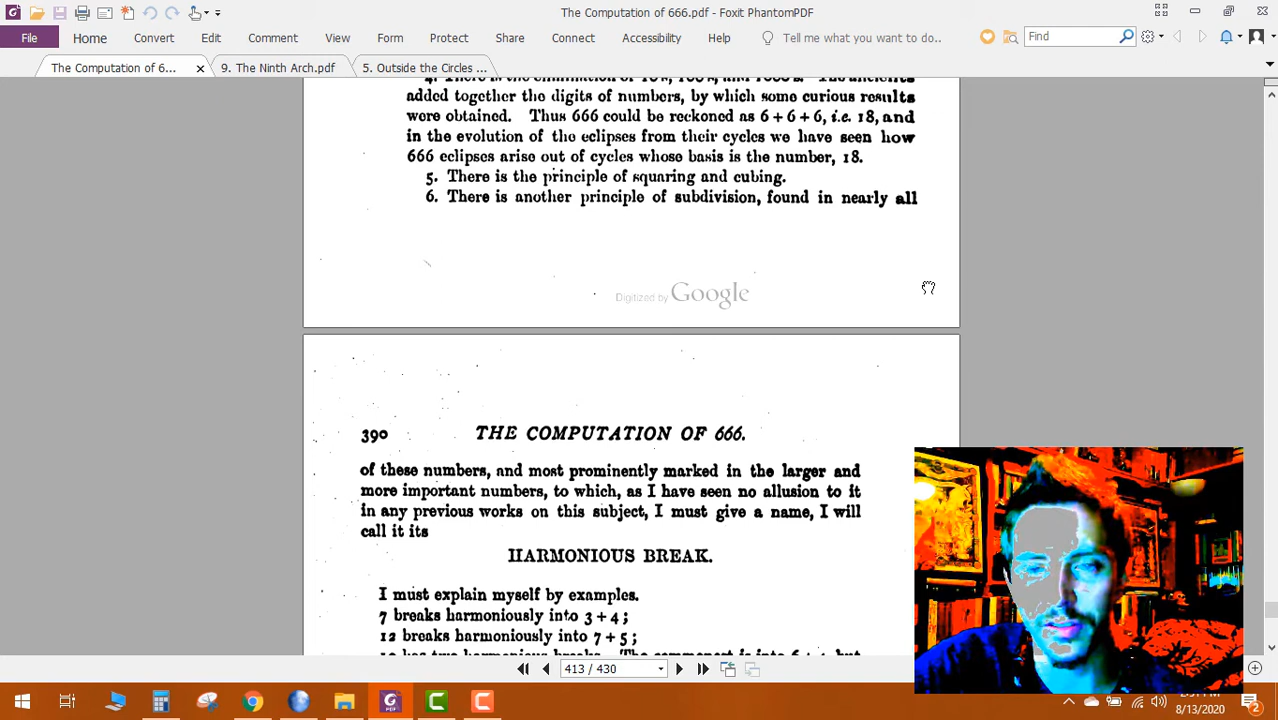 The Computation of 666.pdf - Foxit PhantomPDF
File Home Convert Edit Comment View Form Protect Share Connect Accessibility Help Tell me what you want to do.. Find
The Computation of 6... 9. The Ninth Arch.pdf 5. Outside the Circles ...
added together the digits of numbers, by which some curious results
were obtained. Thus 666 could be reckoned as 6 + 6 + 6, i.e. 18, and
in the evolution of the eclipses from their cycles we have seen how
666 eclipses arise out of cycles whose basis is the number, 18.
5. There is the principle of squaring and cubing.
6. There is another principle of subdivision, found in nearly all
Digitized by Google
390 THE COMPUTATION OF 666.
of these numbers, and most prominently marked in the larger and
more important numbers, to which, as I have seen no allusion to it
in any previous works on this subject, I must give a name, I will
call it its
HARMONIOUS BREAK.
I must explain myself by examples.
7 breaks harmoniously into 3 + 4 ;
12 breaks harmoniously into 7 + 5 ;
413 / 430
8/13/2020
2